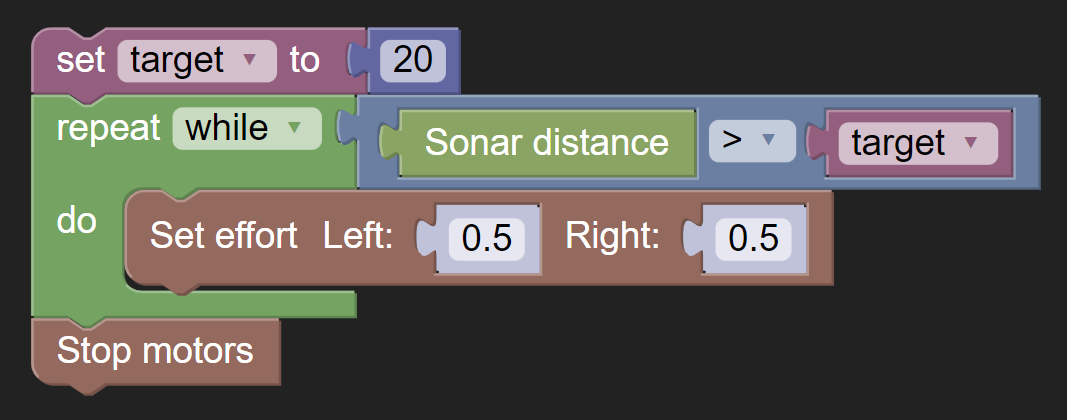 set target ▼ to 20
repeat while ▼ Sonar distance > ▼ target ▼
do Set effort Left: 0.5 Right: 0.5
Stop motors